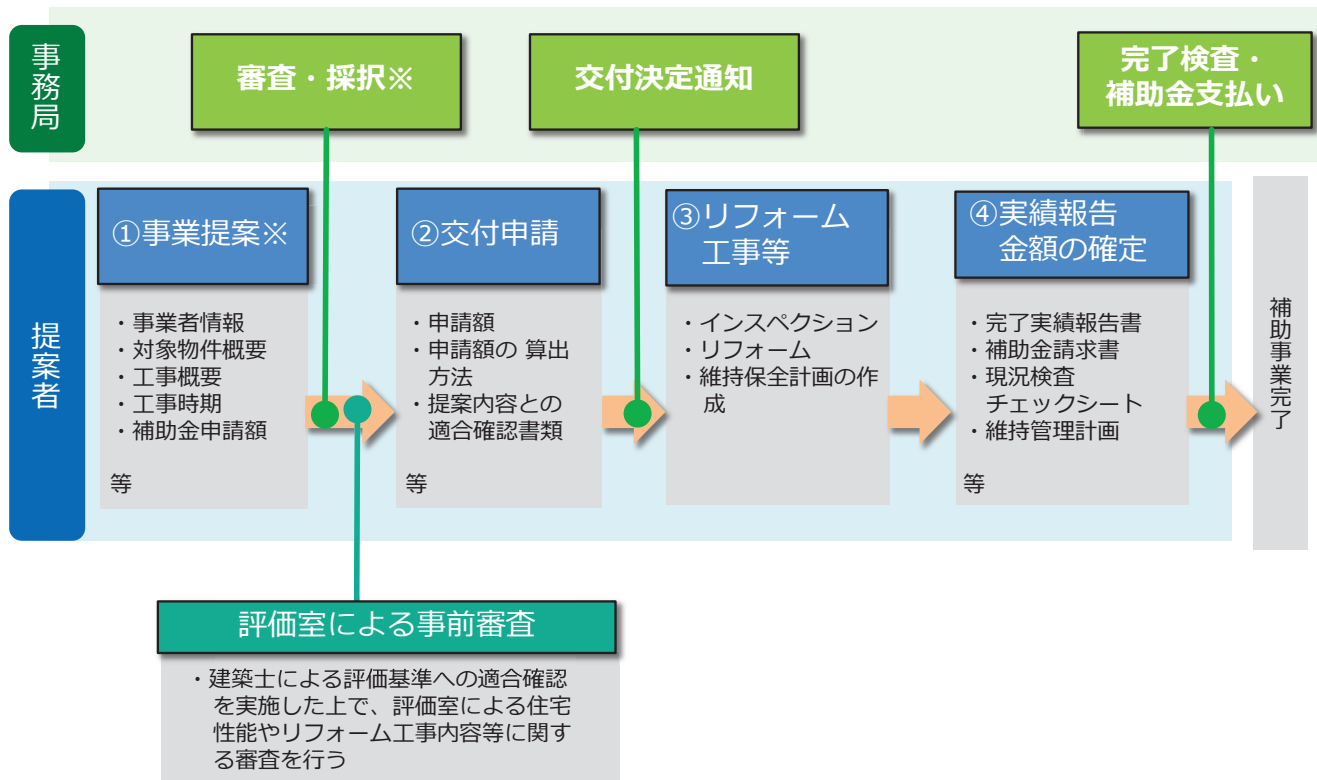 事務局
審査・採択※
交付決定通知
完了検査・
補助金支払い
提案者
①事業提案※
・事業者情報
・対象物件概要
・工事概要
・工事時期
・補助金申請額
等
②交付申請
・申請額
・申請額の 算出
方法
・提案内容との
適合確認書類
等
③リフォーム
工事等
・インスペクション
・リフォーム
・維持保全計画の作
成
④実績報告
金額の確定
・完了実績報告書
・補助金請求書
・現況検査
チェックシート
・維持管理計画
等
補助事業完了
評価室による事前審査
・建築士による評価基準への適合確認
を実施した上で、評価室による住宅
性能やリフォーム工事内容等に関す
る審査を行う